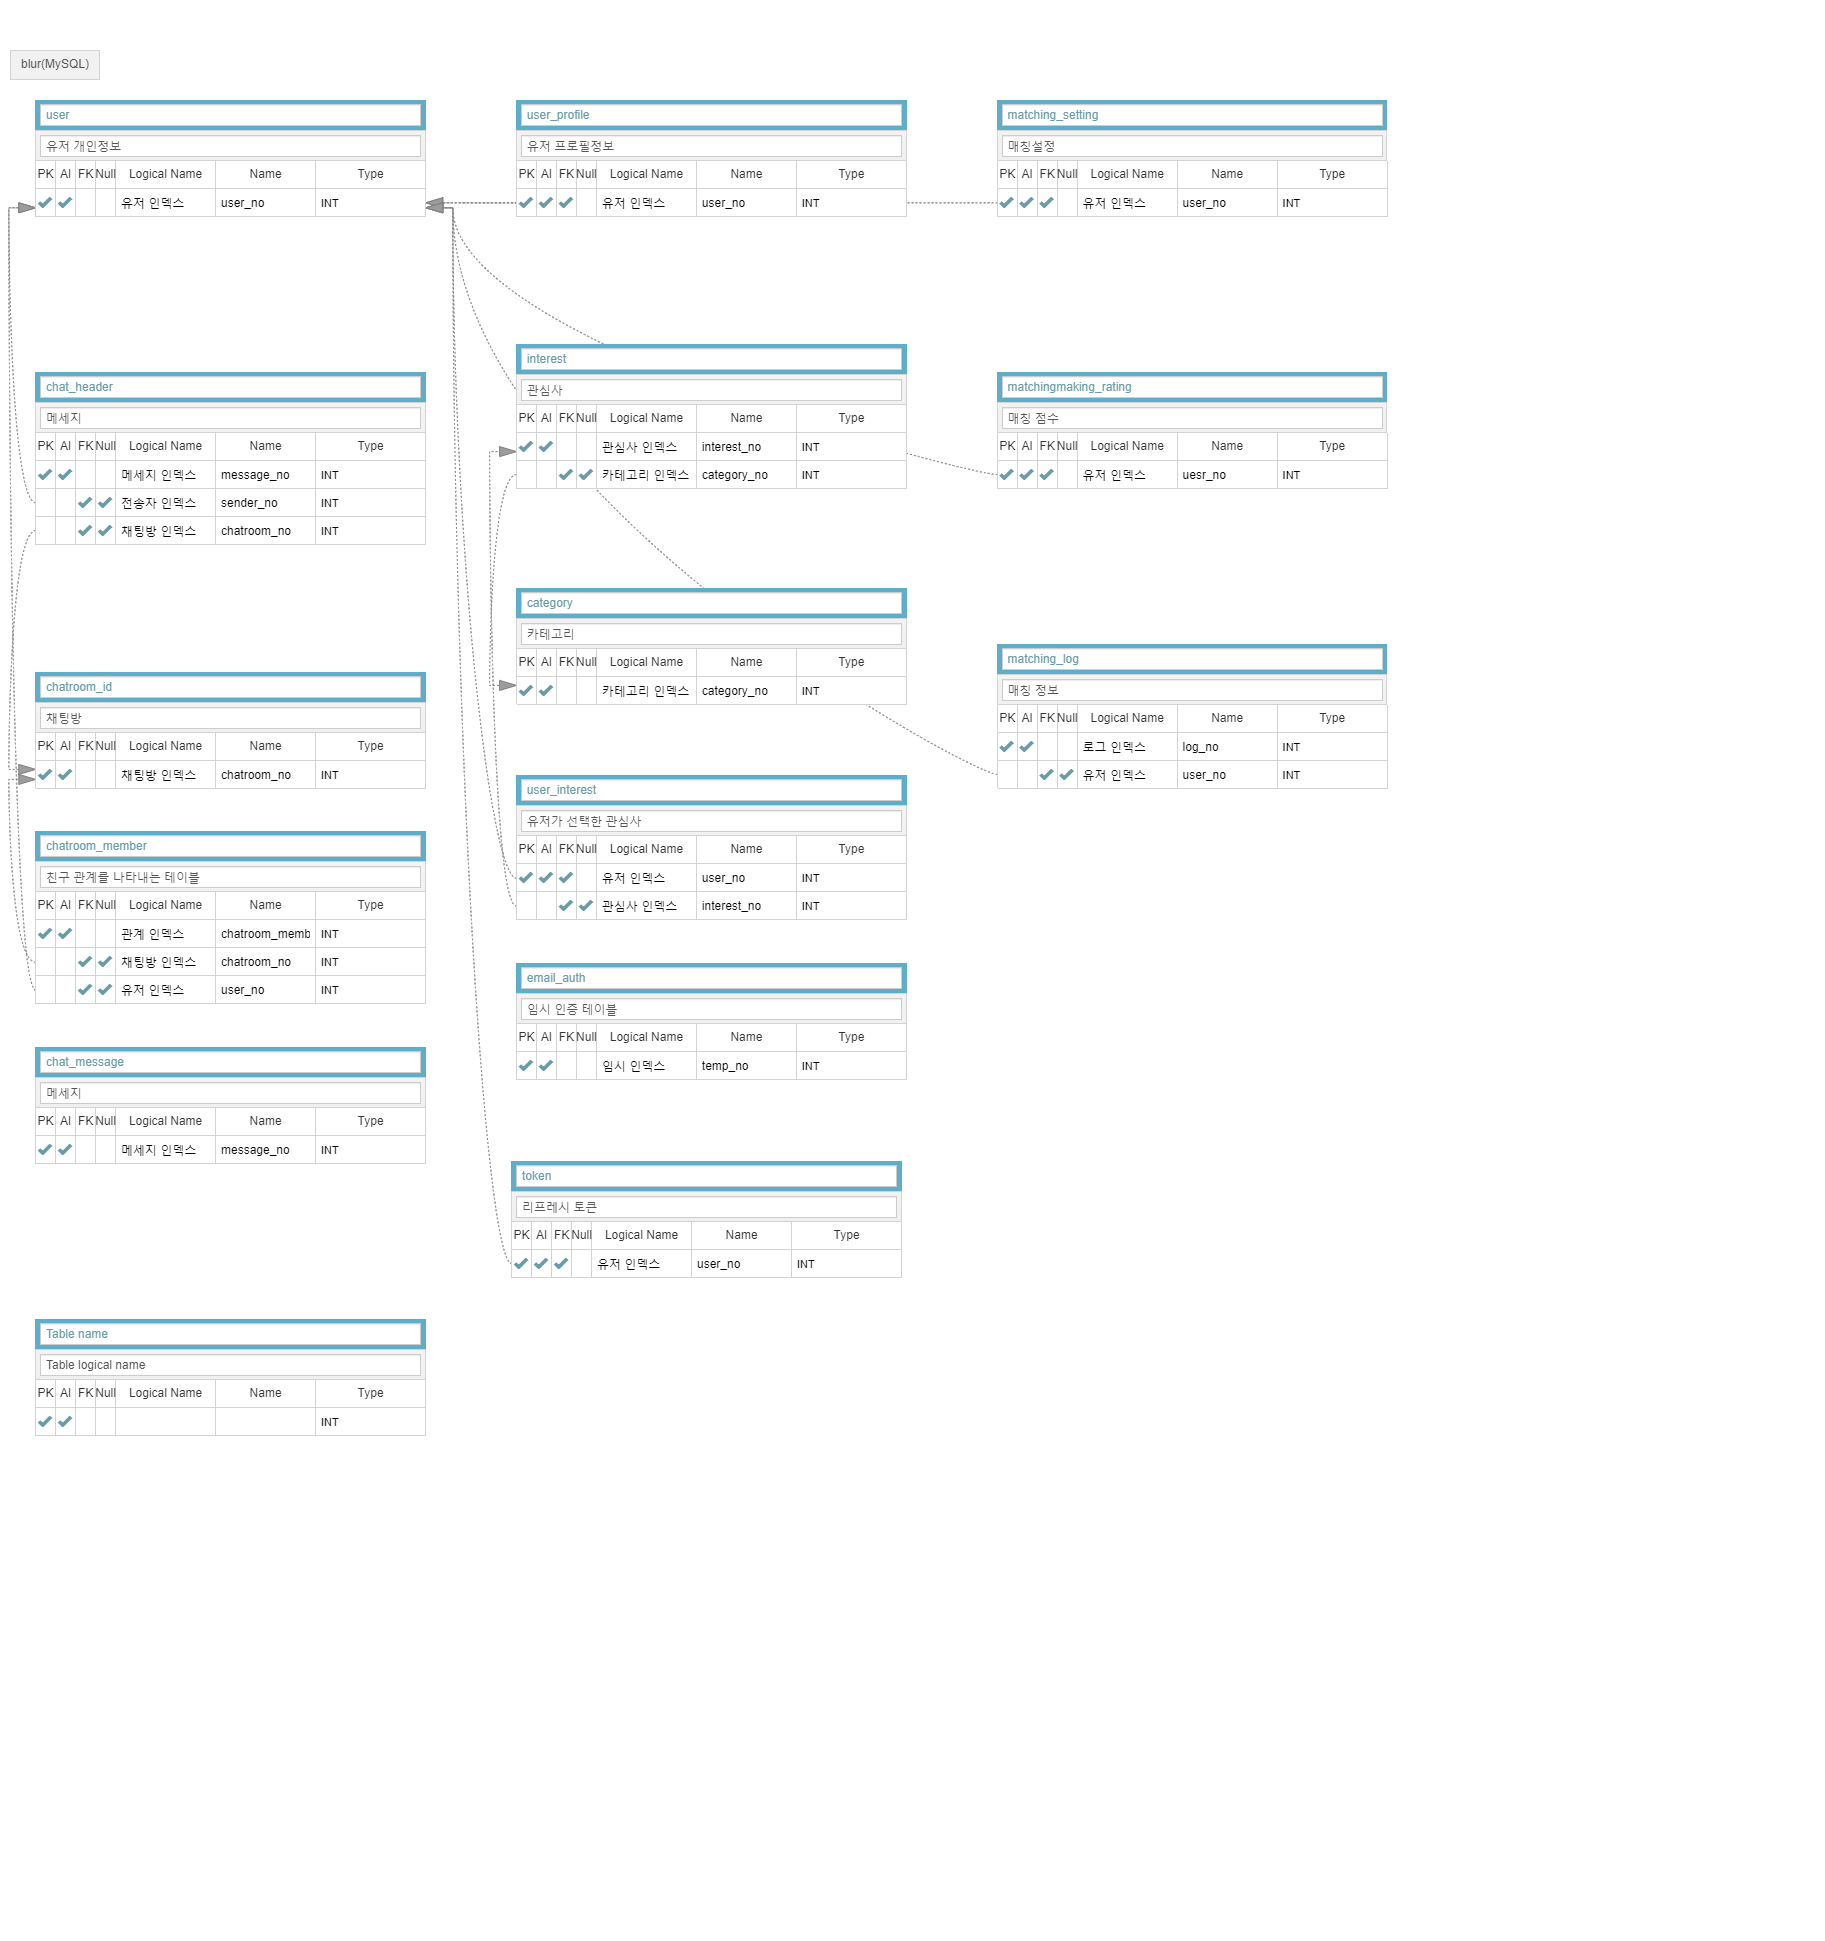 blur(MySQL)
user
유저 개인정보
PK AI FK Null Logical Name Name Type
유저 인덱스 user_no INT
user_profile
유저 프로필정보
PK AI FK Null Logical Name Name Type
유저 인덱스 user_no INT
matching_setting
매칭설정
PK AI FK Null Logical Name Name Type
유저 인덱스 user_no INT
chat_header
메세지
PK AI FK Null Logical Name Name Type
메세지 인덱스 message_no INT
전송자 인덱스 sender_no INT
채팅방 인덱스 chatroom_no INT
interest
관심사
PK AI FK Null Logical Name Name Type
관심사 인덱스 interest_no INT
카테고리 인덱스 category_no INT
matchingmaking_rating
매칭 점수
PK AI FK Null Logical Name Name Type
유저 인덱스 uesr_no INT
category
카테고리
PK AI FK Null Logical Name Name Type
카테고리 인덱스 category_no INT
matching_log
매칭 정보
PK AI FK Null Logical Name Name Type
로그 인덱스 log_no INT
유저 인덱스 user_no INT
chatroom_id
채팅방
PK AI FK Null Logical Name Name Type
채팅방 인덱스 chatroom_no INT
user_interest
유저가 선택한 관심사
PK AI FK Null Logical Name Name Type
유저 인덱스 user_no INT
관심사 인덱스 interest_no INT
chatroom_member
친구 관계를 나타내는 테이블
PK AI FK Null Logical Name Name Type
관계 인덱스 chatroom_memb INT
채팅방 인덱스 chatroom_no INT
유저 인덱스 user_no INT
email_auth
임시 인증 테이블
PK AI FK Null Logical Name Name Type
임시 인덱스 temp_no INT
chat_message
메세지
PK AI FK Null Logical Name Name Type
메세지 인덱스 message_no INT
token
리프레시 토큰
PK AI FK Null Logical Name Name Type
유저 인덱스 user_no INT
Table name
Table logical name
PK AI FK Null Logical Name Name Type
INT